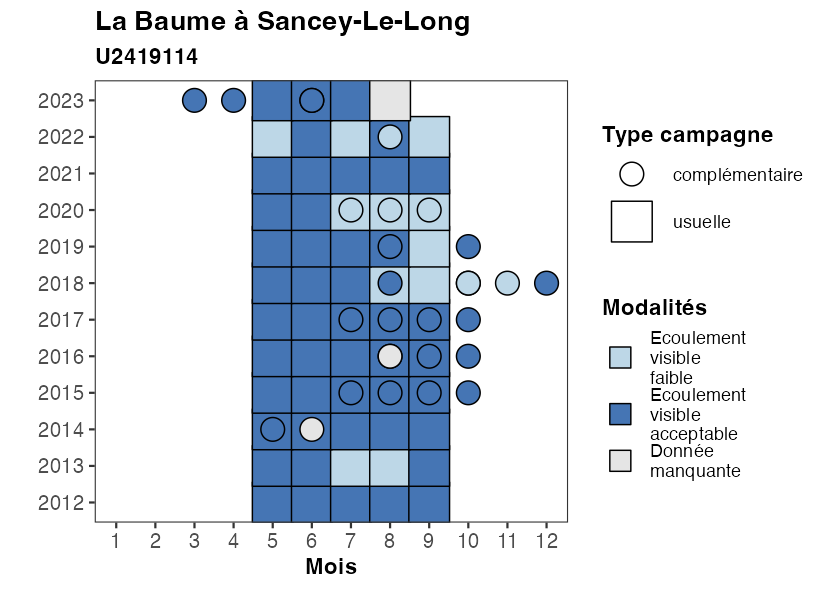 La Baume à Sancey-Le-Long
U2419114
2023
2022
2021
2020
2019
2018
2017
2016
2015
2014
2013
2012
1 2 3 4 5 6 7 8 9 10 11 12
Mois
Type campagne
complémentaire
usuelle
Modalités
Ecoulement
visible
faible
Ecoulement
visible
acceptable
Donnée
manquante